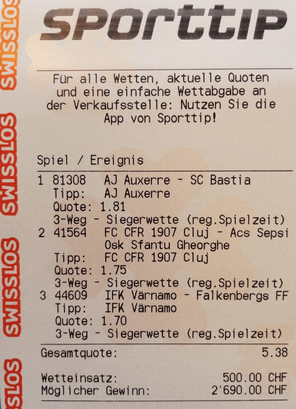 sporttip
Für alle Wetten, aktuelle Quoten
und eine einfache Wettabgabe an
der Verkaufsstelle: Nutzen Sie die
App von Sporttip!
Spiel / Ereignis
1 81308 AJ Auxerre - SC Bastia
Tipp: AJ Auxerre
Quote: 1.81
3-Weg - Siegerwette (reg.Spielzeit)
2 41564 FC CFR 1907 Cluj - Acs Sepsi
Osk Sfantu Gheorghe
Tipp: FC CFR 1907 Cluj
Quote: 1.75
3-Weg - Siegerwette (reg.Spielzeit)
3 44609 IFK Värnamo - Falkenbergs FF
Tipp: IFK Värnamo
Quote: 1.70
3-Weg - Siegerwette (reg.Spielzeit)
Gesamtquote: 5.38
Wetteinsatz: 500.00 CHF
Möglicher Gewinn: 2'690.00 CHF
SWISSLOS
SWISSLOS
SWISSLOS
SWISSLOS